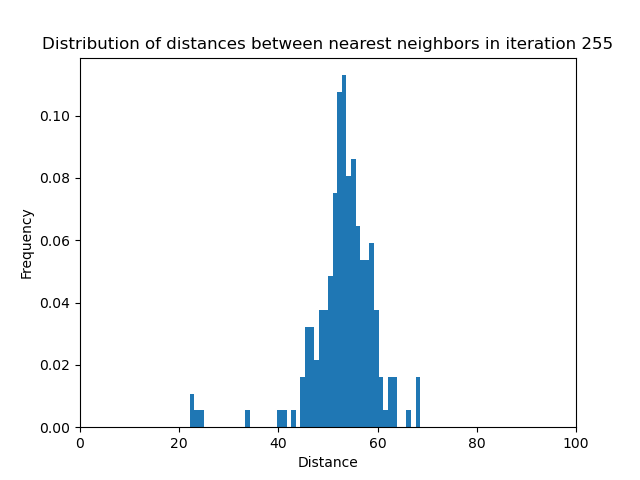 Distribution of distances between nearest neighbors in iteration 255
0.10
0.08
0.06
0.04
0.02
0.00
Frequency
0 20 40 60 80 100
Distance